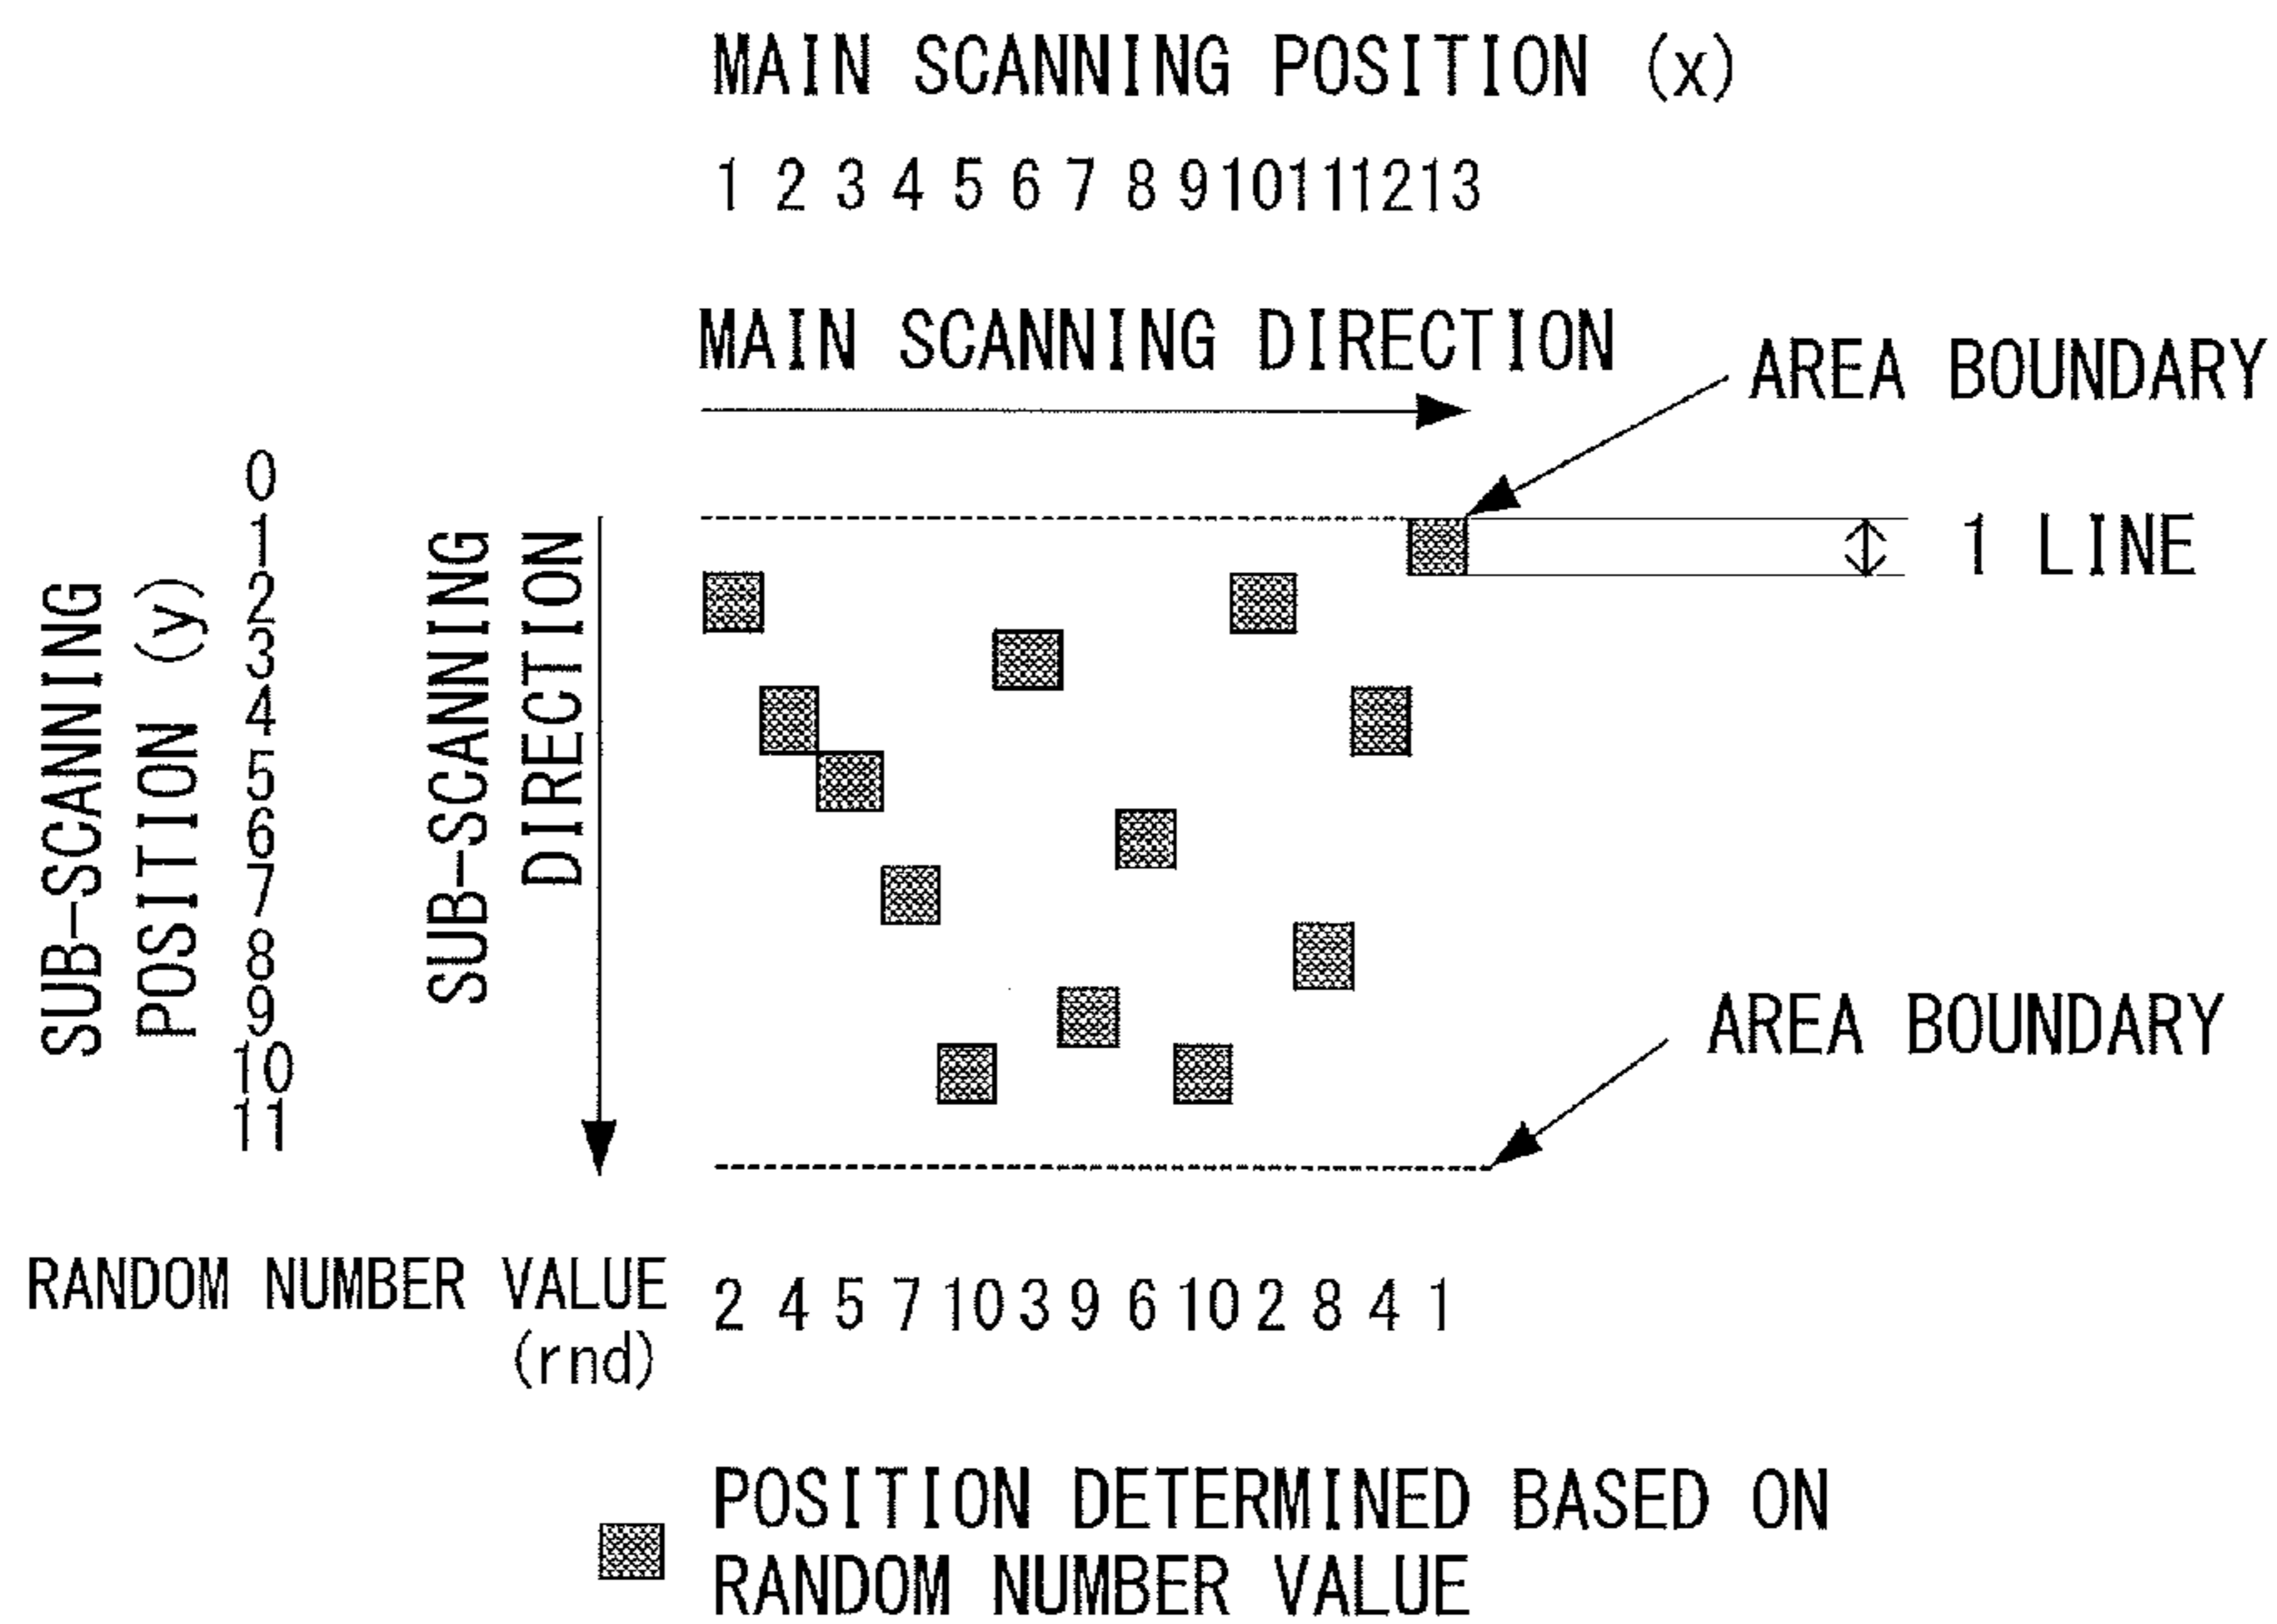 MAIN SCANNING POSITION (x)
1 2 3 4 5 6 7 8 9 10 11 12 13
MAIN SCANNING DIRECTION
AREA BOUNDARY
SUB-SCANNING
POSITION (y)
0
1
2
3
4
5
6
7
8
9
10
11
SUB-SCANNING
DIRECTION
1 LINE
AREA BOUNDARY
RANDOM NUMBER VALUE
(rnd)
2 4 5 7 10 3 9 6 10 2 8 4 1
POSITION DETERMINED BASED ON
RANDOM NUMBER VALUE